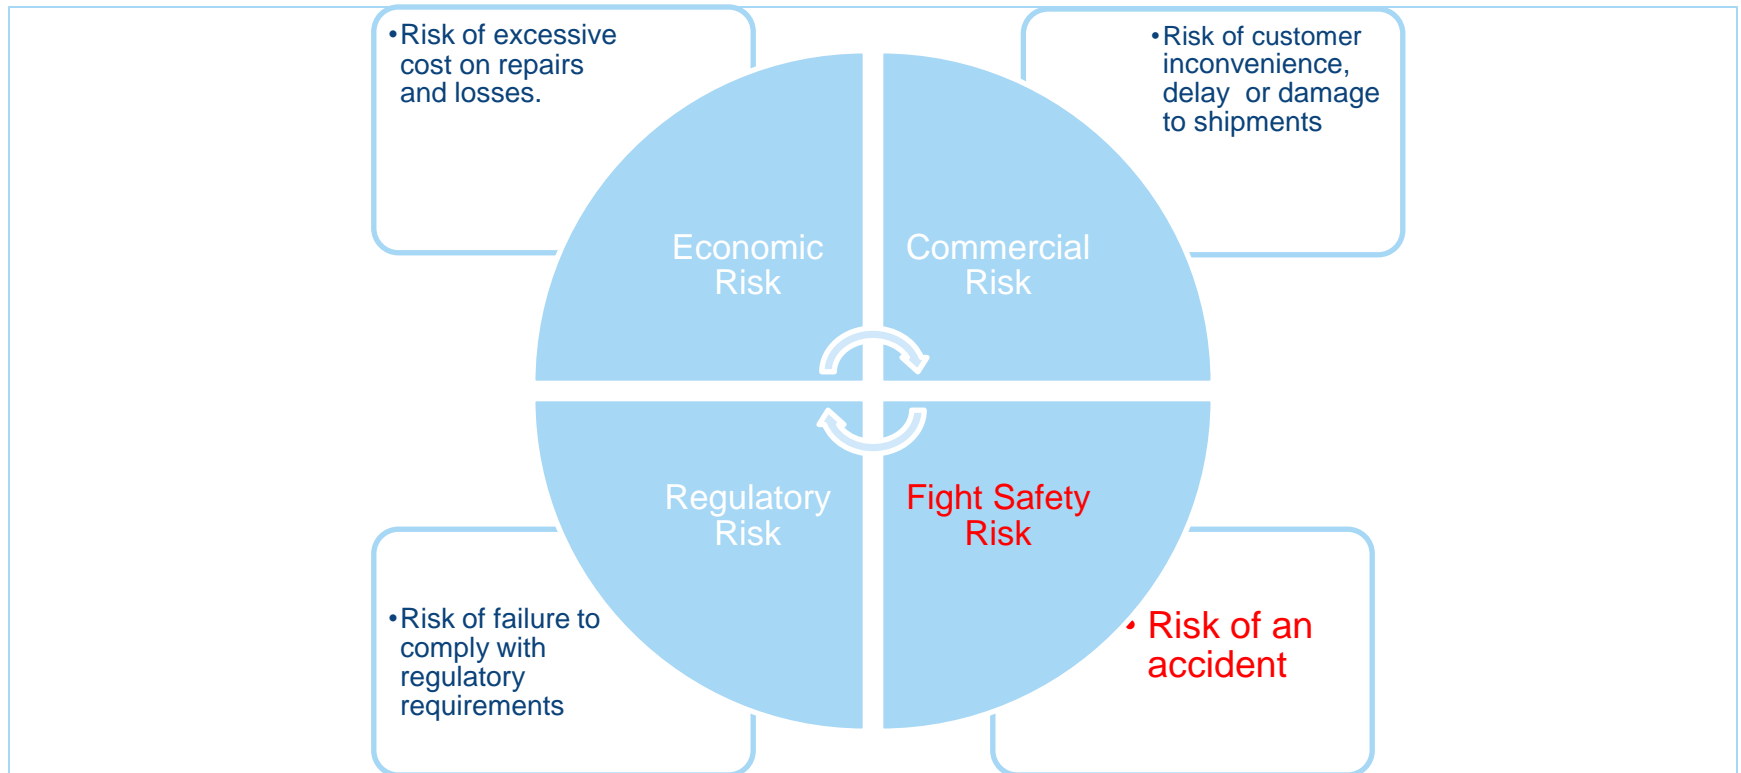 •Risk of excessive
cost on repairs
and losses.
•Risk of customer
inconvenience,
delay or damage
to shipments
Economic
Risk
Commercial
Risk
Regulatory
Risk
Fight Safety
Risk
•Risk of failure to
comply with
regulatory
requirements
• Risk of an
accident